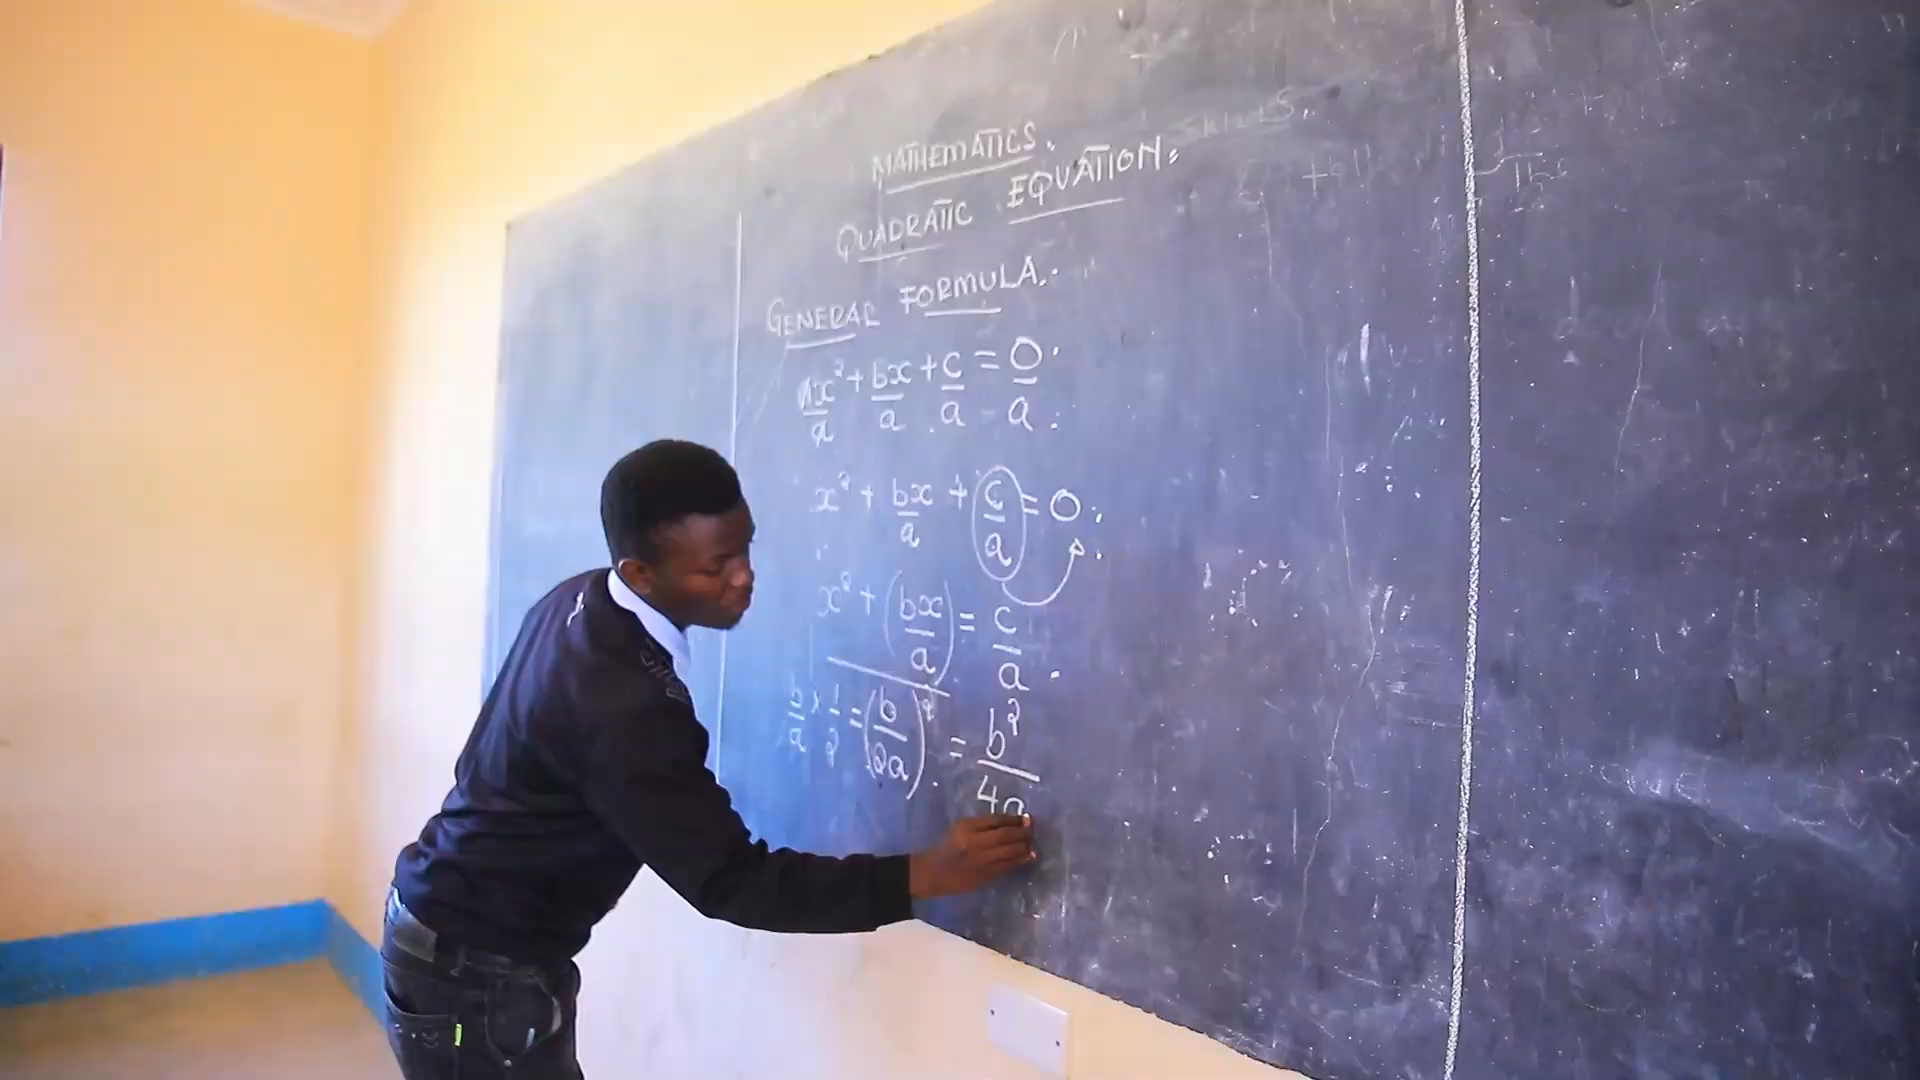 MATHEMATICS.
QUADRATIC EQUATION:
GENERAL FORMULA.
ax²/a + bx/a + c/a = 0/a
x² + bx/a + c/a = 0
x² + (bx/a) = c/a
b/a × 1/2 = (b/2a)² = b²/4a